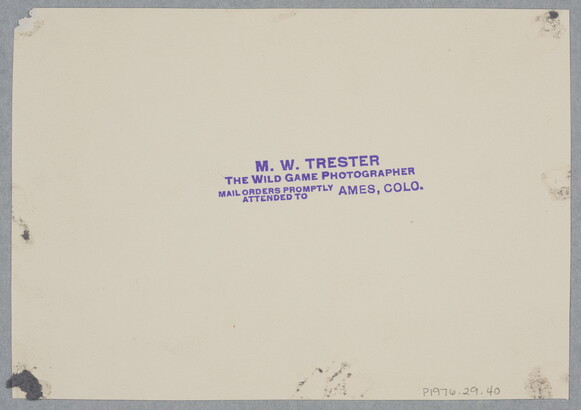 M. W. TRESTER
THE WILD GAME PHOTOGRAPHER
MAIL ORDERS PROMPTLY ATTENDED TO AMES, COLO.
P1976.29.40